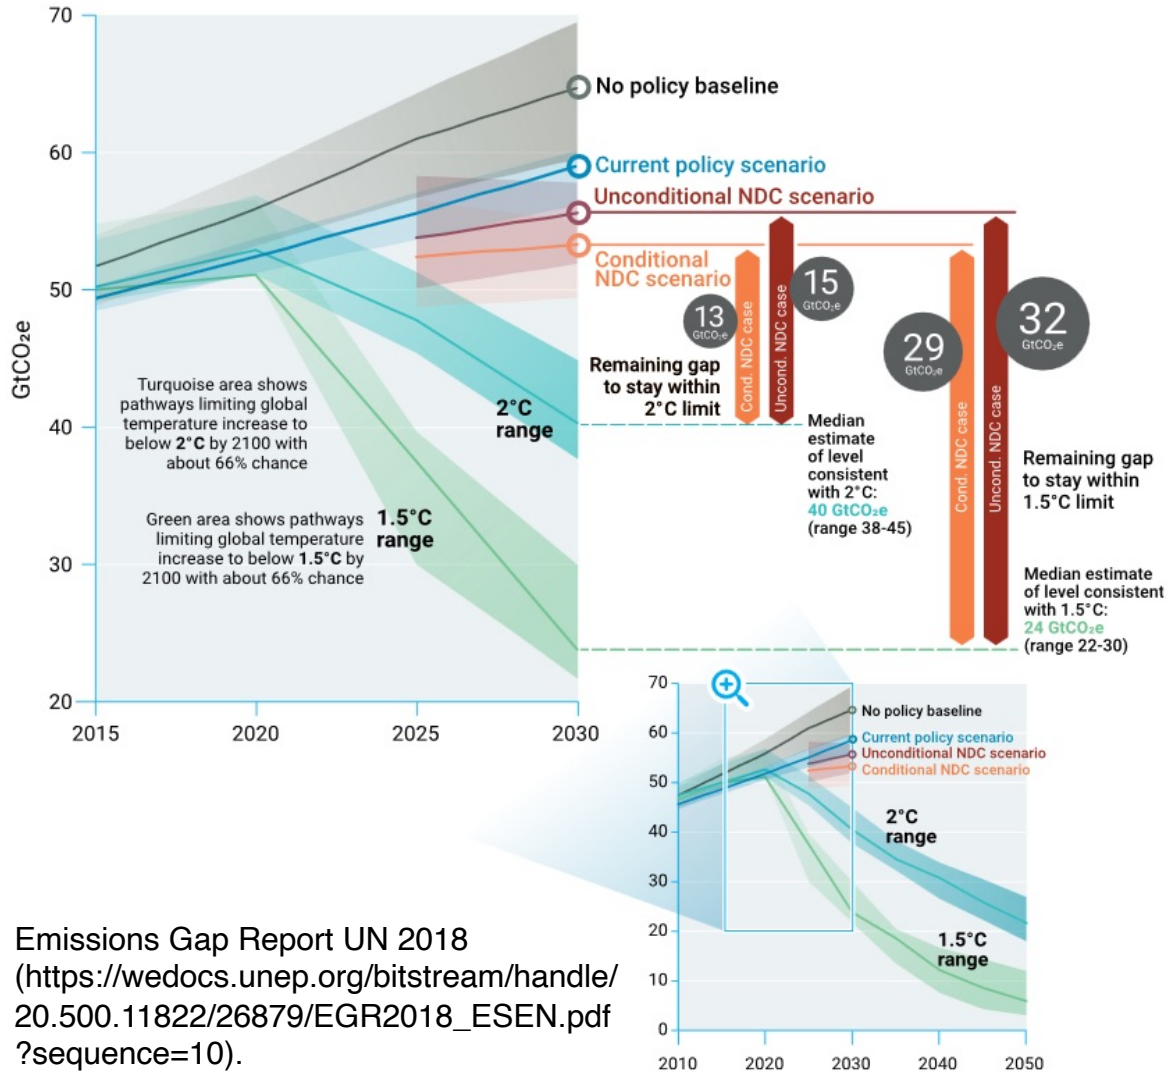 70
60
50
40
30
20
GtCO₂e
2015
2020
2025
2030
No policy baseline
Current policy scenario
Unconditional NDC scenario
Conditional
NDC scenario
Turquoise area shows
pathways limiting global
temperature increase to
below 2°C by 2100 with
about 66% chance
Green area shows pathways
limiting global temperature
increase to below 1.5°C by
2100 with about 66% chance
2°C
range
1.5°C
range
13
GtCO₂e
15
GtCO₂e
29
GtCO₂e
32
GtCO₂e
Cond. NDC case
Uncond. NDC case
Cond. NDC case
Uncond. NDC case
Remaining gap
to stay within
2°C limit
Median
estimate
of level
consistent
with 2°C:
40 GtCO₂e
(range 38-45)
Remaining gap
to stay within
1.5°C limit
Median estimate
of level consistent
with 1.5°C:
24 GtCO₂e
(range 22-30)
70
60
50
40
30
20
10
0
2010
2020
2030
2040
2050
No policy baseline
Current policy scenario
Unconditional NDC scenario
Conditional NDC scenario
2°C
range
1.5°C
range
Emissions Gap Report UN 2018
(https://wedocs.unep.org/bitstream/handle/
20.500.11822/26879/EGR2018_ESEN.pdf
?sequence=10).